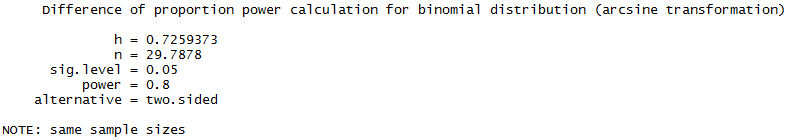 Difference of proportion power calculation for binomial distribution (arcsine transformation)
h = 0.7259373
n = 29.7878
sig.level = 0.05
power = 0.8
alternative = two.sided
NOTE: same sample sizes